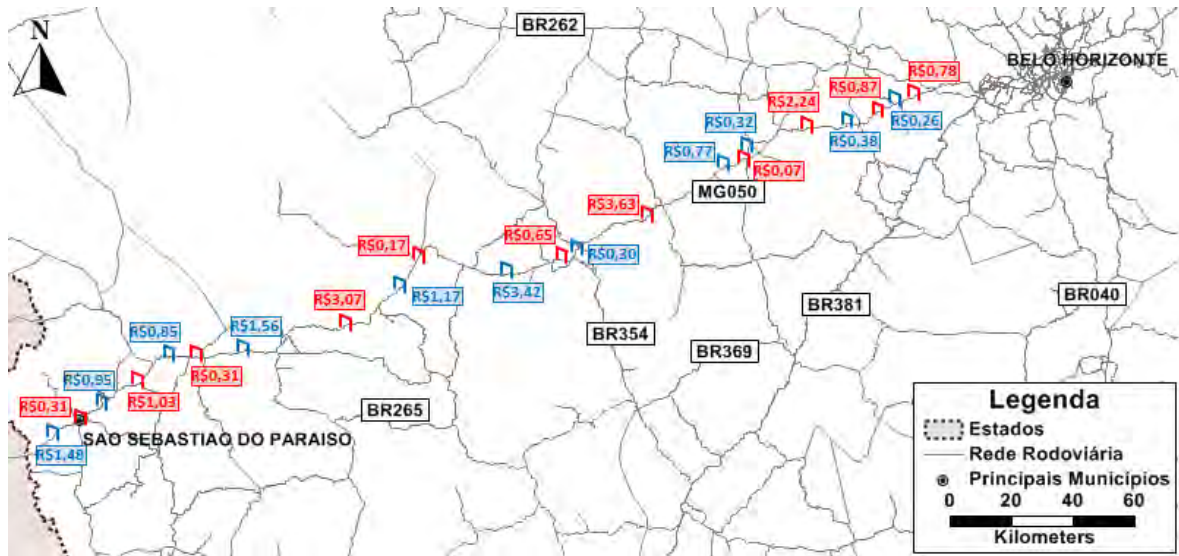 N
BR262
BELO HORIZONTE
R$0,78
R$0,87
R$2,24
R$0,26
R$0,32
R$0,38
R$0,77
R$0,07
MG050
R$3,63
R$0,17
R$0,65
R$0,30
R$3,42
R$1,17
BR381
BR040
R$3,07
BR354
R$0,85
R$1,56
BR369
R$0,31
R$0,95
R$1,03
R$0,31
BR265
SAO SEBASTIAO DO PARAISO
R$1,48
Legenda
Estados
Rede Rodoviária
Principais Municípios
0 20 40 60
Kilometers